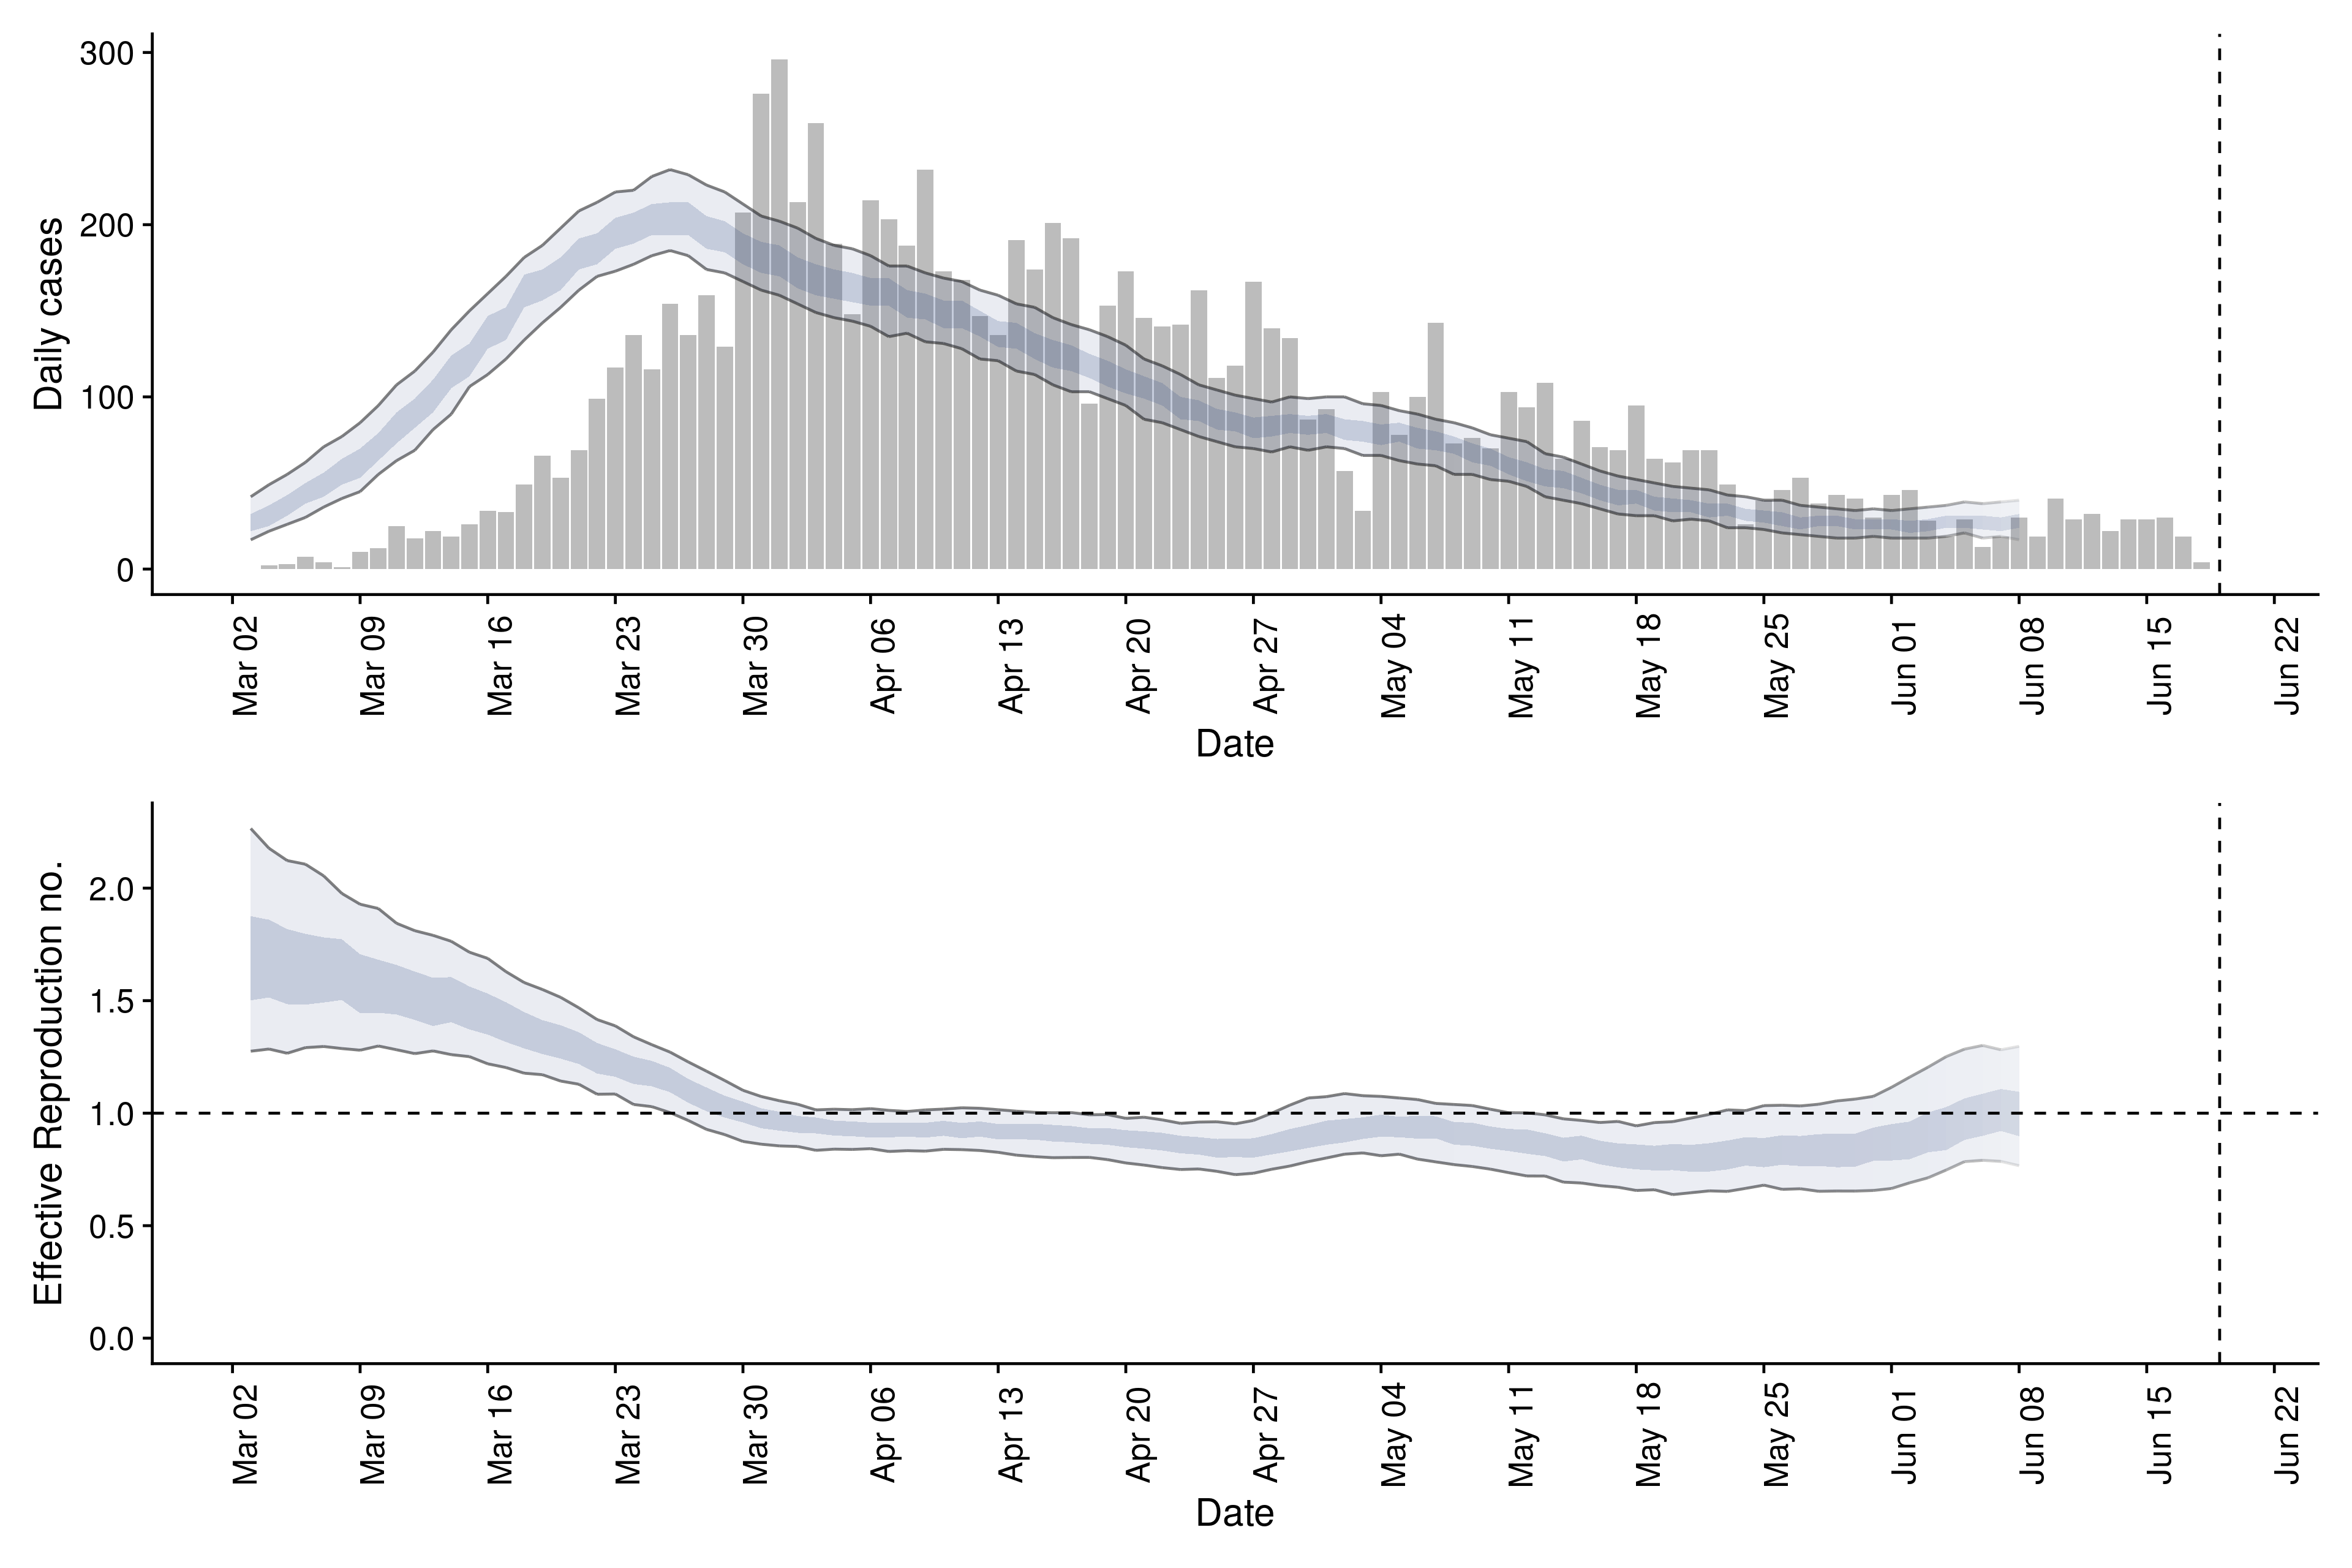 Daily cases
300
200
100
0
Mar 02
Mar 09
Mar 16
Mar 23
Mar 30
Apr 06
Apr 13
Apr 20
Apr 27
May 04
May 11
May 18
May 25
Jun 01
Jun 08
Jun 15
Jun 22
Date
Effective Reproduction no.
2.0
1.5
1.0
0.5
0.0
Mar 02
Mar 09
Mar 16
Mar 23
Mar 30
Apr 06
Apr 13
Apr 20
Apr 27
May 04
May 11
May 18
May 25
Jun 01
Jun 08
Jun 15
Jun 22
Date